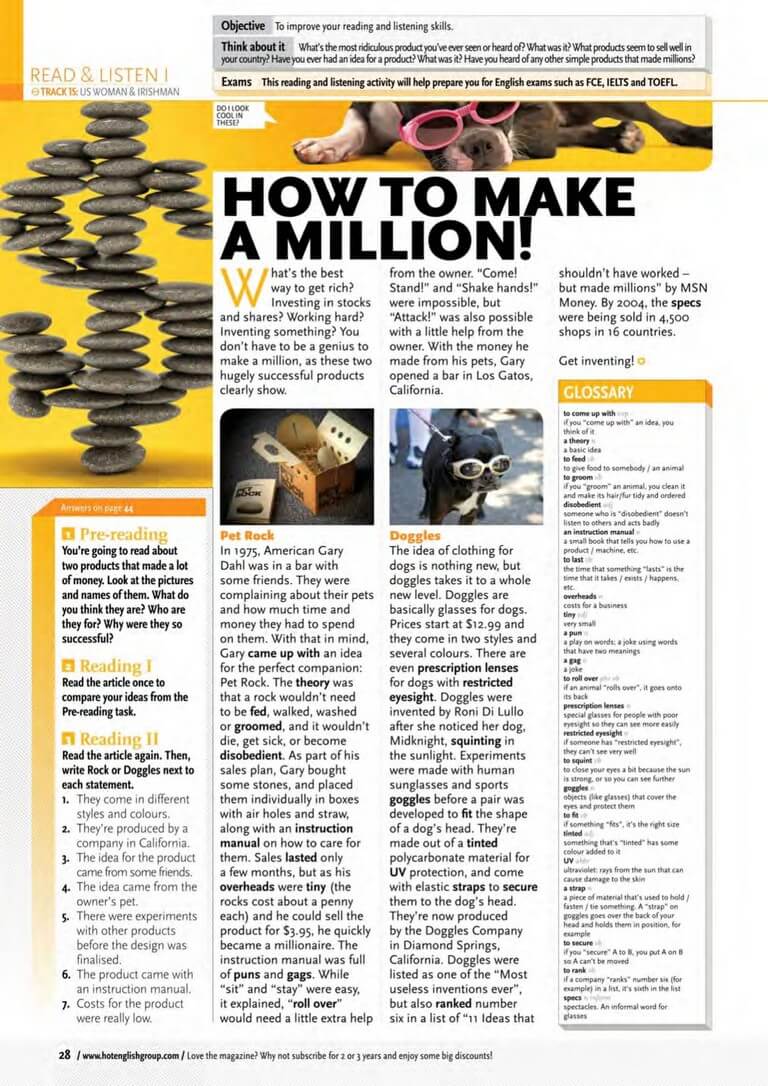 Objective To improve your reading and listening skills.
Think about it What's the most ridiculous product you've ever seen or heard of? What was it? What products seem to sell well in
your country? Have you ever had an idea for a product? What was it? Have you heard of any other simple products that made millions?
Exams This reading and listening activity will help prepare you for English exams such as FCE, IELTS and TOEFL.
READ & LISTEN I
TRACK 15: US WOMAN & IRISHMAN
DO I LOOK
COOL IN
THESE?
HOW TO MAKE
A MILLION!
What's the best
way to get rich?
Investing in stocks
and shares? Working hard?
Inventing something? You
don't have to be a genius to
make a million, as these two
hugely successful products
clearly show.
PET
ROCK
Pet Rock
In 1975, American Gary
Dahl was in a bar with
some friends. They were
complaining about their pets
and how much time and
money they had to spend
on them. With that in mind,
Gary came up with an idea
for the perfect companion:
Pet Rock. The theory was
that a rock wouldn't need
to be fed, walked, washed
or groomed, and it wouldn't
die, get sick, or become
disobedient. As part of his
sales plan, Gary bought
some stones, and placed
them individually in boxes
with air holes and straw,
along with an instruction
manual on how to care for
them. Sales lasted only
a few months, but as his
overheads were tiny (the
rocks cost about a penny
each) and he could sell the
product for $3.95, he quickly
became a millionaire. The
instruction manual was full
of puns and gags. While
"sit" and "stay" were easy,
it explained, "roll over"
would need a little extra help
from the owner. "Come!
Stand!" and "Shake hands!"
were impossible, but
"Attack!" was also possible
with a little help from the
owner. With the money he
made from his pets, Gary
opened a bar in Los Gatos,
California.
Doggles
The idea of clothing for
dogs is nothing new, but
doggles takes it to a whole
new level. Doggles are
basically glasses for dogs.
Prices start at $12.99 and
they come in two styles and
several colours. There are
even prescription lenses
for dogs with restricted
eyesight. Doggles were
invented by Roni Di Lullo
after she noticed her dog,
Midknight, squinting in
the sunlight. Experiments
were made with human
sunglasses and sports
goggles before a pair was
developed to fit the shape
of a dog's head. They're
made out of a tinted
polycarbonate material for
UV protection, and come
with elastic straps to secure
them to the dog's head.
They're now produced
by the Doggles Company
in Diamond Springs,
California. Doggles were
listed as one of the "Most
useless inventions ever",
but also ranked number
six in a list of "11 Ideas that
shouldn't have worked –
but made millions" by MSN
Money. By 2004, the specs
were being sold in 4,500
shops in 16 countries.
Get inventing!
GLOSSARY
to come up with exp
if you "come up with" an idea, you
think of it
a theory n
a basic idea
to feed vb
to give food to somebody / an animal
to groom vb
if you "groom" an animal, you clean it
and make its hair/fur tidy and ordered
disobedient adj
someone who is "disobedient" doesn't
listen to others and acts badly
an instruction manual n
a small book that tells you how to use a
product / machine, etc.
to last vb
the time that something "lasts" is the
time that it takes / exists / happens,
etc.
overheads n
costs for a business
tiny adj
very small
a pun n
a play on words; a joke using words
that have two meanings
a gag n
a joke
to roll over phr vb
if an animal "rolls over", it goes onto
its back
prescription lenses n
special glasses for people with poor
eyesight so they can see more easily
restricted eyesight n
if someone has "restricted eyesight",
they can't see very well
to squint vb
to close your eyes a bit because the sun
is strong, or so you can see further
goggles n
objects (like glasses) that cover the
eyes and protect them
to fit vb
if something "fits", it's the right size
tinted adj
something that's "tinted" has some
colour added to it
UV abbr
ultraviolet: rays from the sun that can
cause damage to the skin
a strap n
a piece of material that's used to hold /
fasten / tie something. A "strap" on
goggles goes over the back of your
head and holds them in position, for
example
to secure vb
if you "secure" A to B, you put A on B
so A can't be moved
to rank vb
if a company "ranks" number six (for
example) in a list, it's sixth in the list
specs n informal
spectacles. An informal word for
glasses
Answers on page 44
1 Pre-reading
You're going to read about
two products that made a lot
of money. Look at the pictures
and names of them. What do
you think they are? Who are
they for? Why were they so
successful?
2 Reading I
Read the article once to
compare your ideas from the
Pre-reading task.
3 Reading II
Read the article again. Then,
write Rock or Doggles next to
each statement.
1. They come in different
styles and colours.
2. They're produced by a
company in California.
3. The idea for the product
came from some friends.
4. The idea came from the
owner's pet.
5. There were experiments
with other products
before the design was
finalised.
6. The product came with
an instruction manual.
7. Costs for the product
were really low.
28 / www.hotenglishgroup.com / Love the magazine? Why not subscribe for 2 or 3 years and enjoy some big discounts!